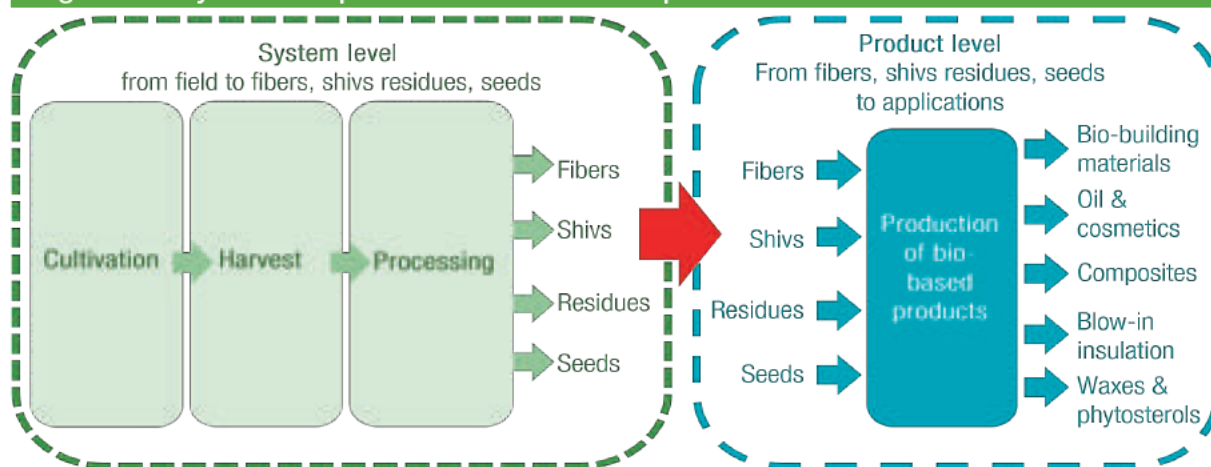 System level
from field to fibers, shivs residues, seeds
Cultivation
Harvest
Processing
Fibers
Shivs
Residues
Seeds
Product level
From fibers, shivs residues, seeds
to applications
Fibers
Shivs
Residues
Seeds
Production
of bio-
based
products
Bio-building
materials
Oil &
cosmetics
Composites
Blow-in
insulation
Waxes &
phytosterols